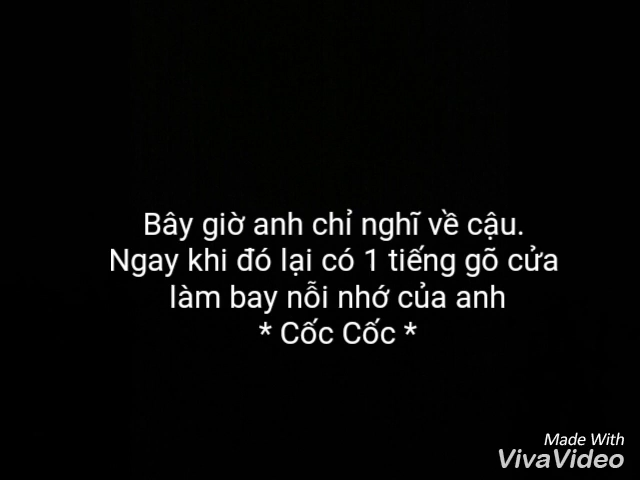 Bây giờ anh chỉ nghĩ về cậu.
Ngay khi đó lại có 1 tiếng gõ cửa
làm bay nỗi nhớ của anh
* Cốc Cốc *
Made With
VivaVideo